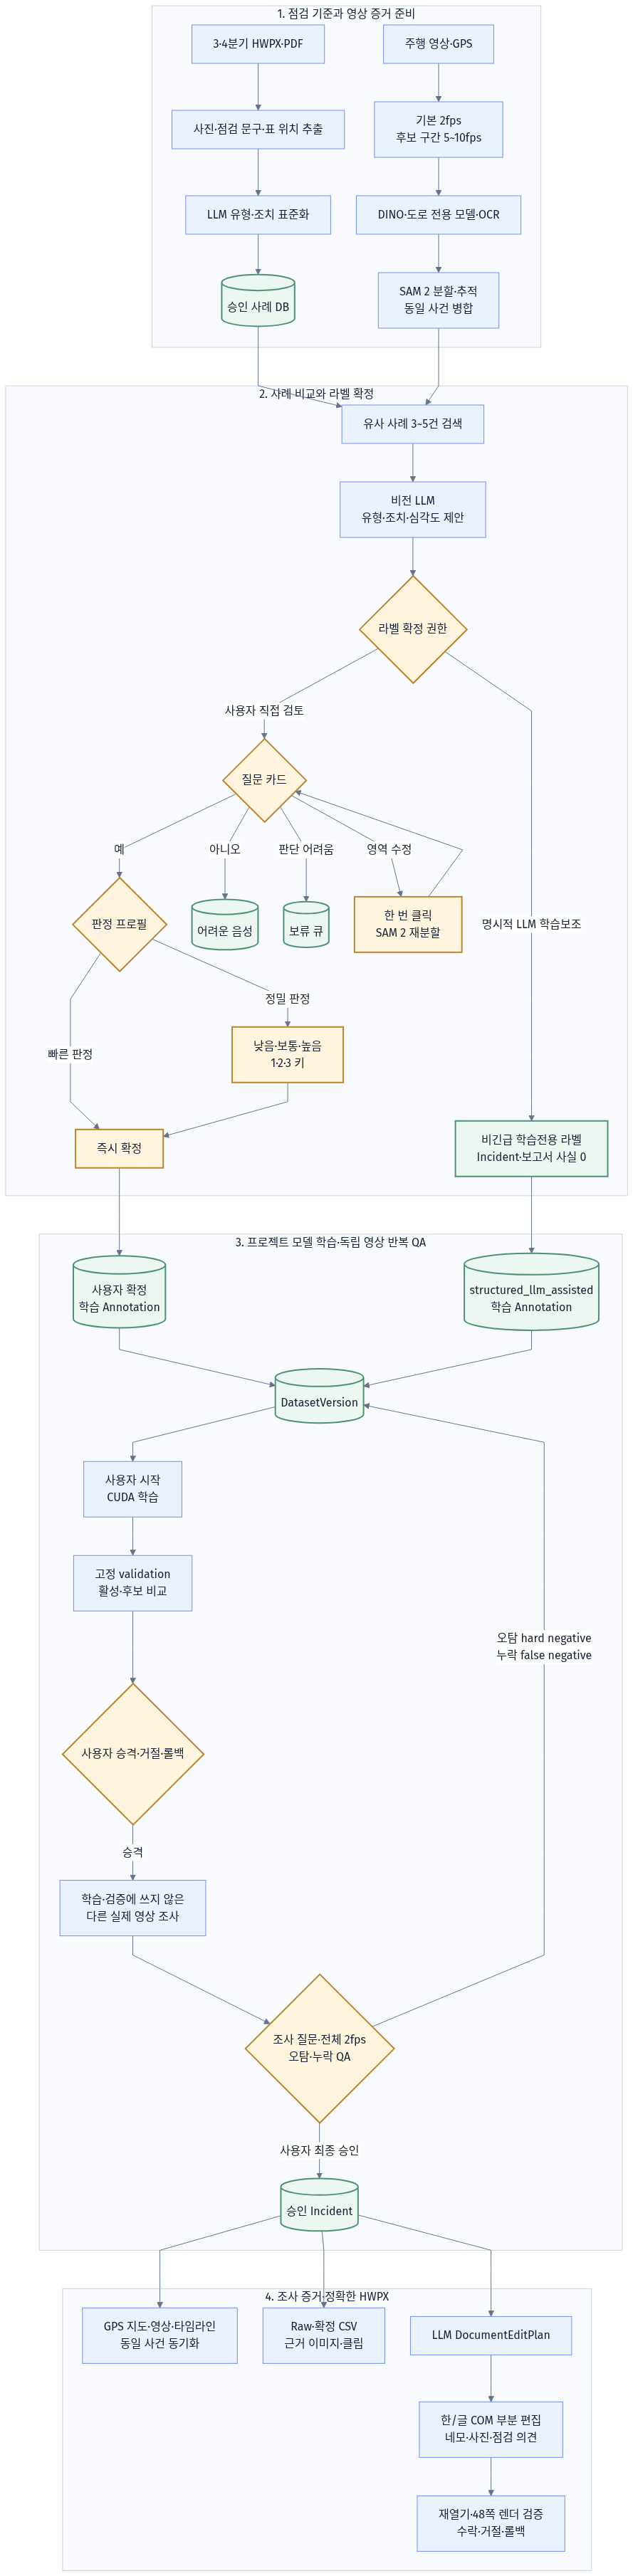 1. 점검 기준과 영상 증거 준비
3·4분기 HWPX·PDF
주행 영상·GPS
사진·점검 문구·표 위치 추출
기본 2fps
후보 구간 5~10fps
LLM 유형·조치 표준화
DINO·도로 전용 모델·OCR
승인 사례 DB
SAM 2 분할·추적
동일 사건 병합
2. 사례 비교와 라벨 확정
유사 사례 3~5건 검색
비전 LLM
유형·조치·심각도 제안
라벨 확정 권한
사용자 직접 검토
질문 카드
예
아니오
판단 어려움
영역 수정
판정 프로필
어려운 음성
보류 큐
한 번 클릭
SAM 2 재분할
명시적 LLM 학습보조
정밀 판정
빠른 판정
낮음·보통·높음
1·2·3 키
즉시 확정
비긴급 학습전용 라벨
Incident·보고서 사실 0
3. 프로젝트 모델 학습·독립 영상 반복 QA
사용자 확정
학습 Annotation
structured_llm_assisted
학습 Annotation
DatasetVersion
사용자 시작
CUDA 학습
고정 validation
활성·후보 비교
오탐 hard negative
누락 false negative
사용자 승격·거절·롤백
승격
학습·검증에 쓰지 않은
다른 실제 영상 조사
조사 질문·전체 2fps
오탐·누락 QA
사용자 최종 승인
승인 Incident
4. 조사 증거·정확한 HWPX
GPS 지도·영상·타임라인
동일 사건 동기화
Raw·확정 CSV
근거 이미지·클립
LLM DocumentEditPlan
한/글 COM 부분 편집
네모·사진·점검 의견
재열기·48쪽 렌더 검증
수락·거절·롤백